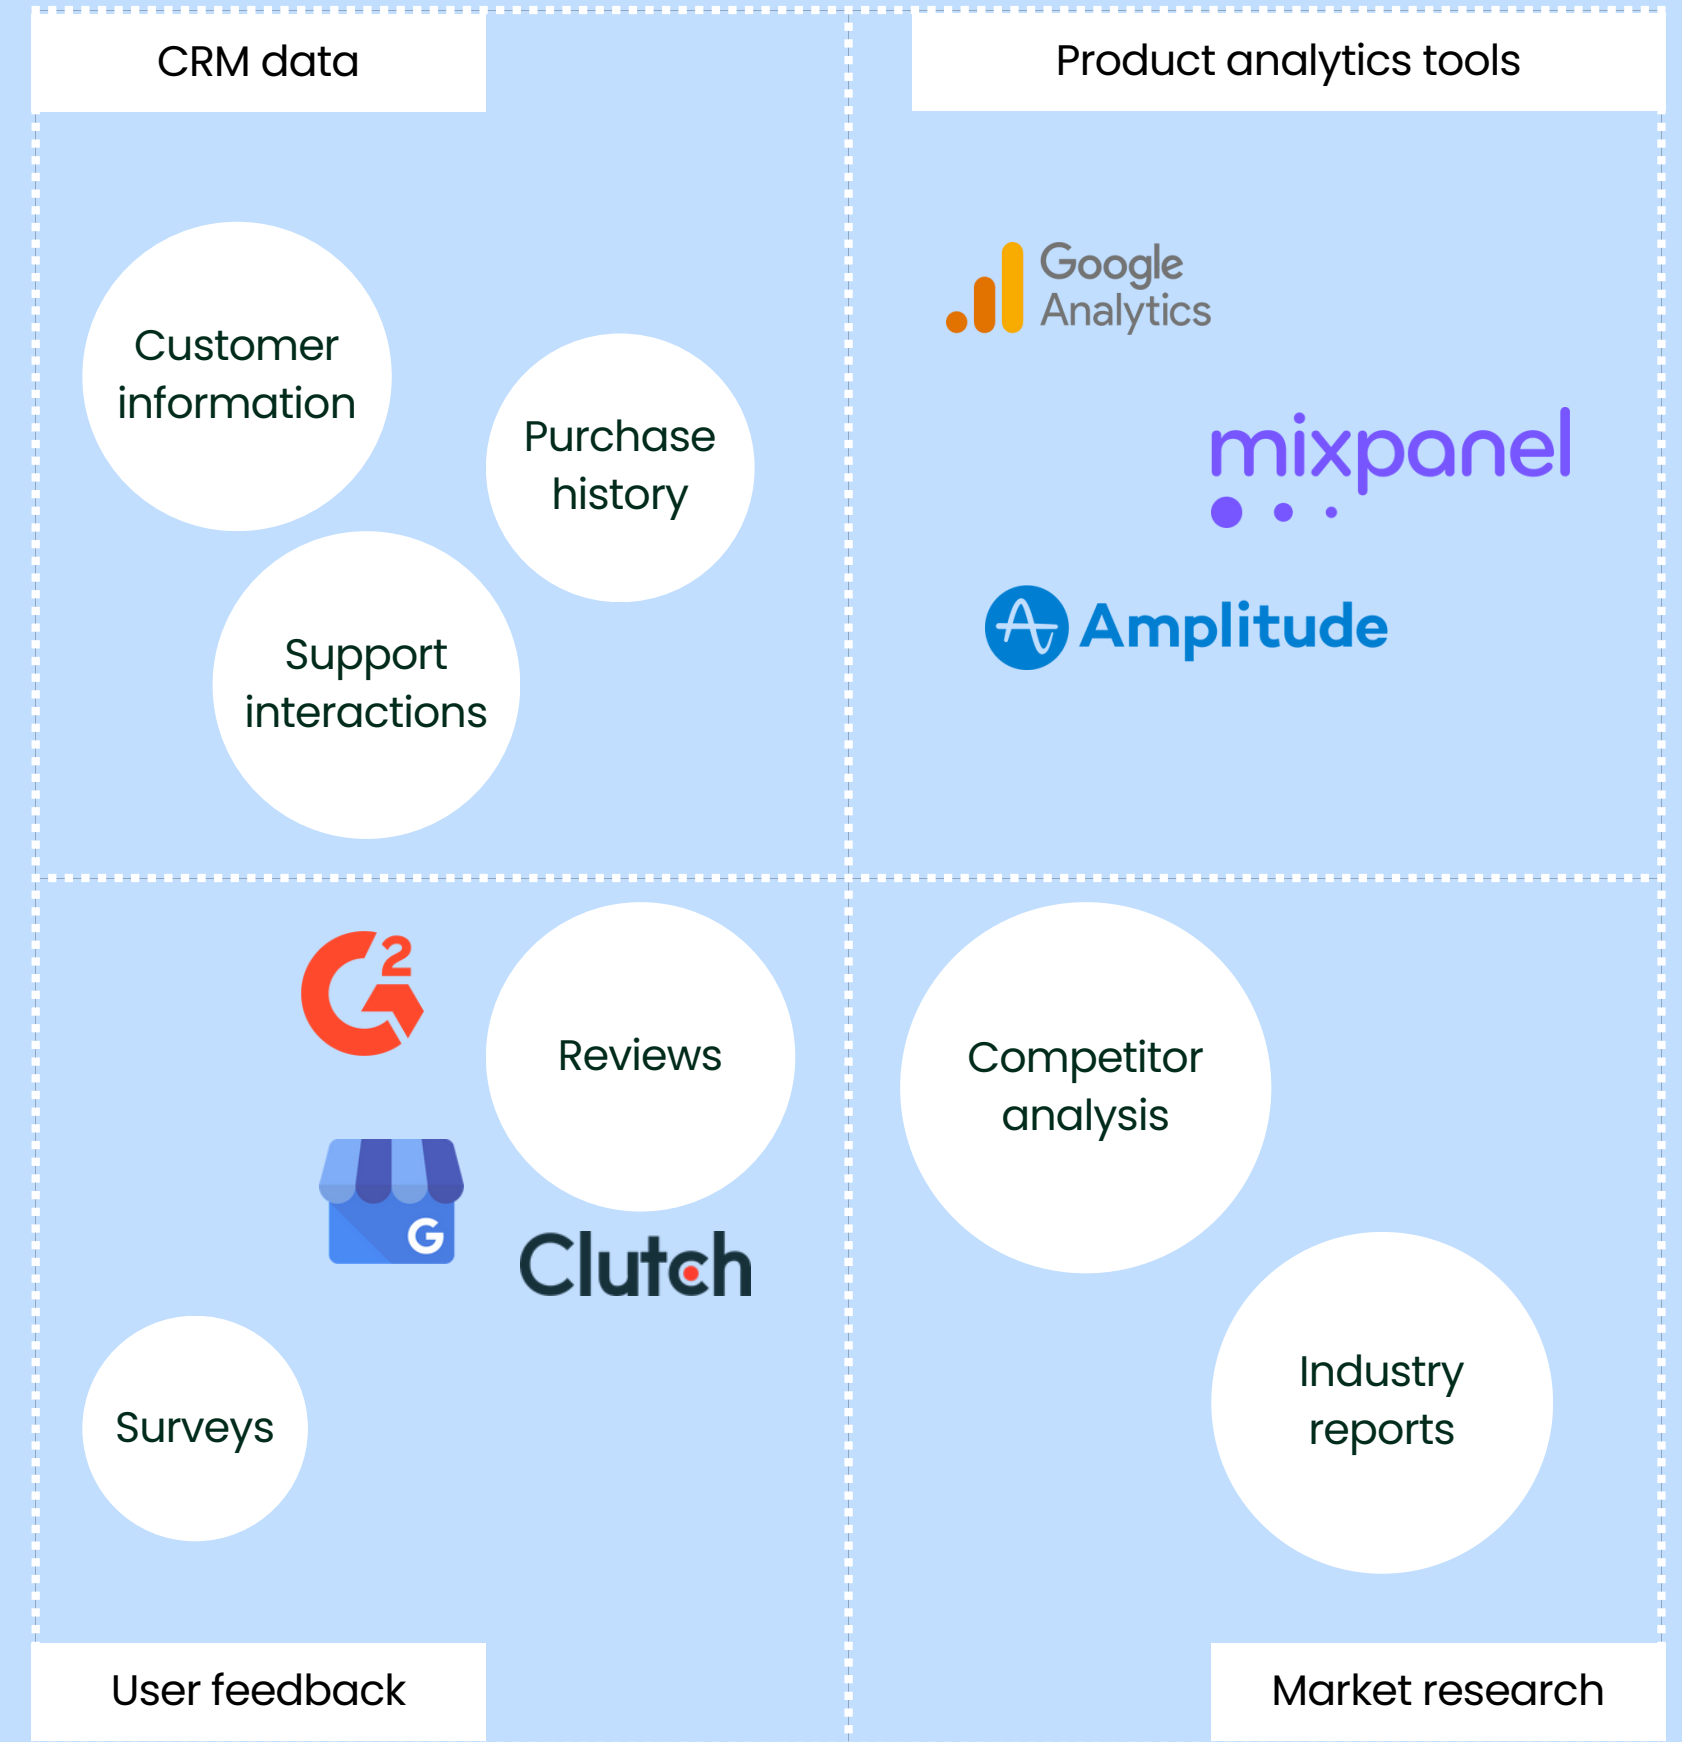 CRM data
Product analytics tools
Customer
information
Purchase
history
Support
interactions
Google
Analytics
mixpanel
Amplitude
G2
Reviews
G
Clutch
Surveys
Competitor
analysis
Industry
reports
User feedback
Market research